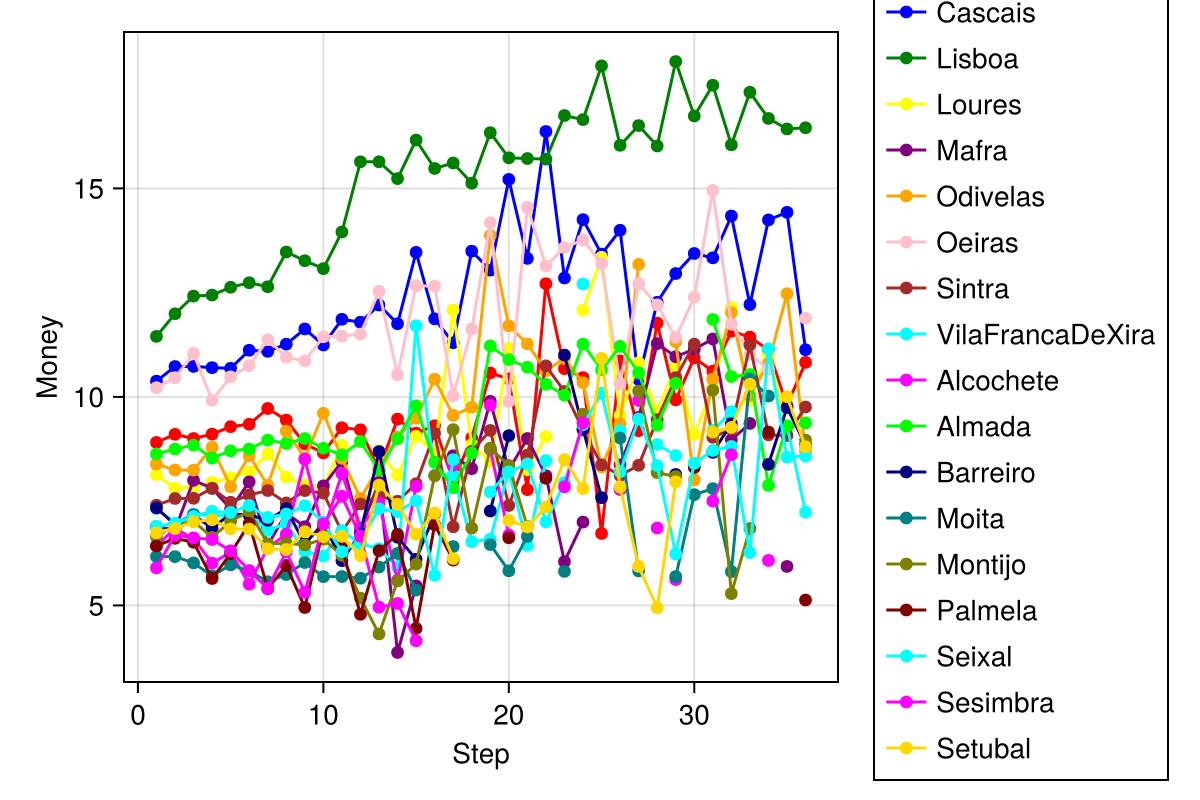 Money
15
10
5
0 10 20 30
Step
Cascais
Lisboa
Loures
Mafra
Odivelas
Oeiras
Sintra
VilaFrancaDeXira
Alcochete
Almada
Barreiro
Moita
Montijo
Palmela
Seixal
Sesimbra
Setubal